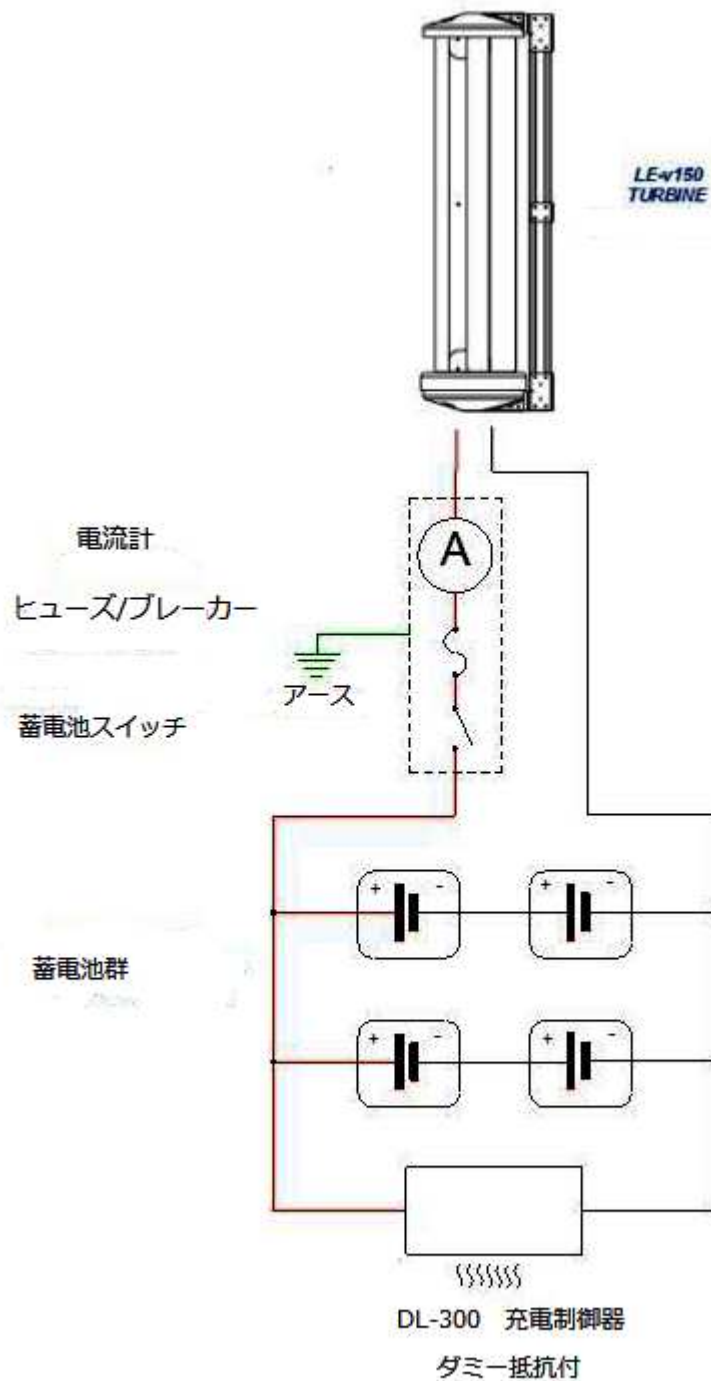 LE-v150
TURBINE
電流計
A
ヒューズ/ブレーカー
アース
蓄電池スイッチ
+ - + -
蓄電池群
+ - + -
DL-300 充電制御器
ダミー抵抗付